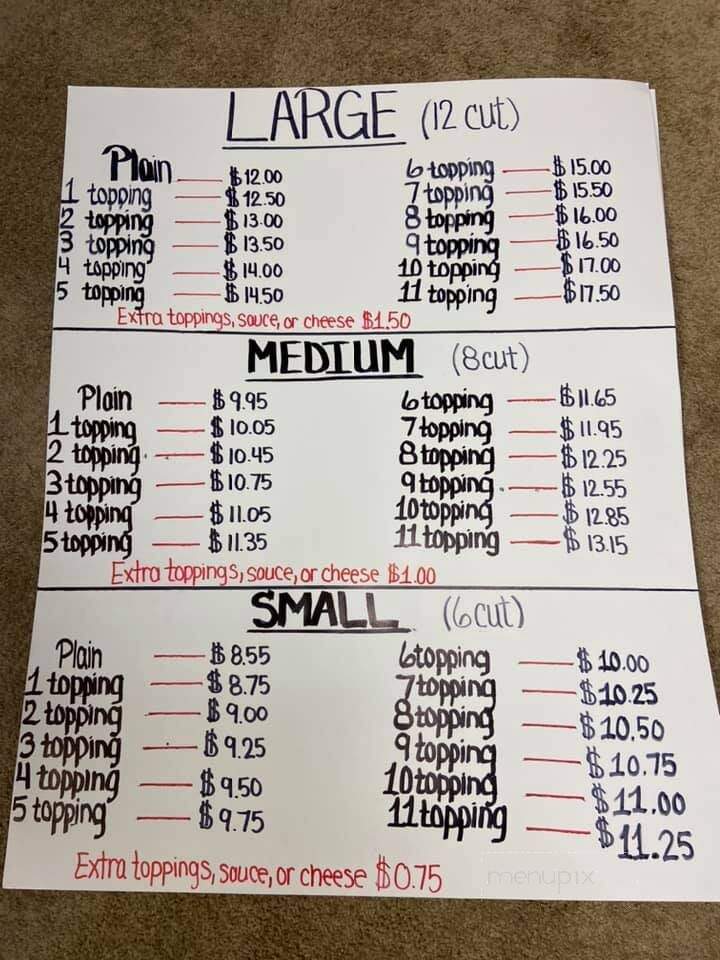 LARGE (12 cut)
Plain $12.00
1 topping $12.50
2 topping $13.00
3 topping $13.50
4 topping $14.00
5 topping $14.50
6 topping $15.00
7 topping $15.50
8 topping $16.00
9 topping $16.50
10 topping $17.00
11 topping $17.50
Extra toppings, sauce, or cheese $1.50
MEDIUM (8cut)
Plain $9.95
1 topping $10.05
2 topping $10.45
3 topping $10.75
4 topping $11.05
5 topping $11.35
6 topping $11.65
7 topping $11.95
8 topping $12.25
9 topping $12.55
10 topping $12.85
11 topping $13.15
Extra toppings, sauce, or cheese $1.00
SMALL (6cut)
Plain $8.55
1 topping $8.75
2 topping $9.00
3 topping $9.25
4 topping $9.50
5 topping $9.75
6 topping $10.00
7 topping $10.25
8 topping $10.50
9 topping $10.75
10 topping $11.00
11 topping $11.25
Extra toppings, sauce, or cheese $0.75
menupix